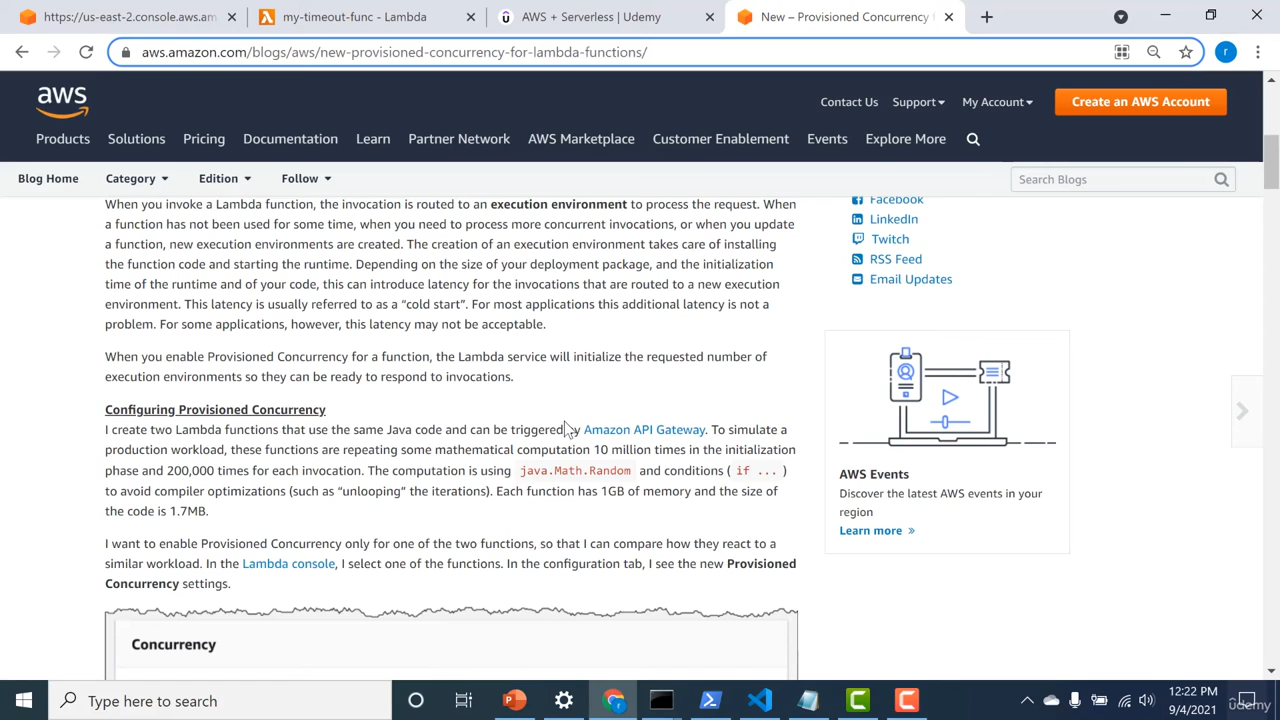 https://us-east-2.console.aws.am
my-timeout-func - Lambda
AWS + Serverless | Udemy
New – Provisioned Concurrency f
aws.amazon.com/blogs/aws/new-provisioned-concurrency-for-lambda-functions/
r
aws
Contact Us
Support
My Account
Create an AWS Account
Products
Solutions
Pricing
Documentation
Learn
Partner Network
AWS Marketplace
Customer Enablement
Events
Explore More
Blog Home
Category
Edition
Follow
Search Blogs
When you invoke a Lambda function, the invocation is routed to an execution environment to process the request. When
a function has not been used for some time, when you need to process more concurrent invocations, or when you update
a function, new execution environments are created. The creation of an execution environment takes care of installing
the function code and starting the runtime. Depending on the size of your deployment package, and the initialization
time of the runtime and of your code, this can introduce latency for the invocations that are routed to a new execution
environment. This latency is usually referred to as a “cold start”. For most applications this additional latency is not a
problem. For some applications, however, this latency may not be acceptable.
When you enable Provisioned Concurrency for a function, the Lambda service will initialize the requested number of
execution environments so they can be ready to respond to invocations.
Configuring Provisioned Concurrency
I create two Lambda functions that use the same Java code and can be triggered by Amazon API Gateway. To simulate a
production workload, these functions are repeating some mathematical computation 10 million times in the initialization
phase and 200,000 times for each invocation. The computation is using java.Math.Random and conditions ( if ... )
to avoid compiler optimizations (such as “unlooping” the iterations). Each function has 1GB of memory and the size of
the code is 1.7MB.
I want to enable Provisioned Concurrency only for one of the two functions, so that I can compare how they react to a
similar workload. In the Lambda console, I select one of the functions. In the configuration tab, I see the new Provisioned
Concurrency settings.
Concurrency
Facebook
LinkedIn
Twitch
RSS Feed
Email Updates
AWS Events
Discover the latest AWS events in your
region
Learn more »
Type here to search
12:22 PM
9/4/2021
udemy